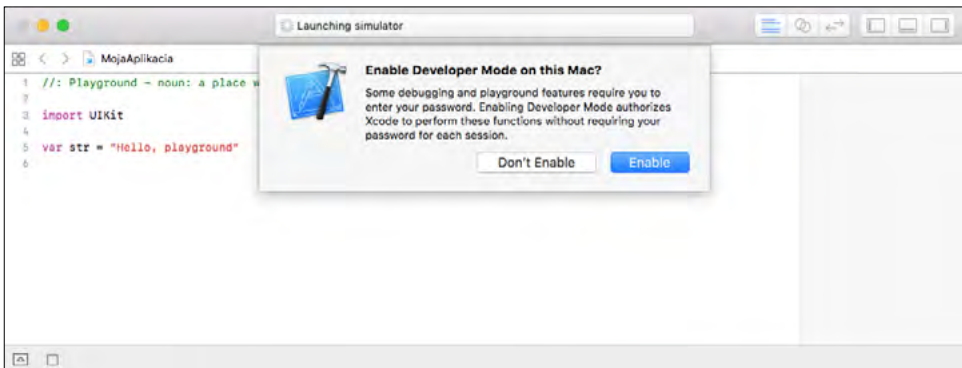 Launching simulator
MojaAplikacia
1 //: Playground - noun: a place w
2
3 import UIKit
4
5 var str = "Hello, playground"
6
Enable Developer Mode on this Mac?
Some debugging and playground features require you to
enter your password. Enabling Developer Mode authorizes
Xcode to perform these functions without requiring your
password for each session.
Don't Enable
Enable